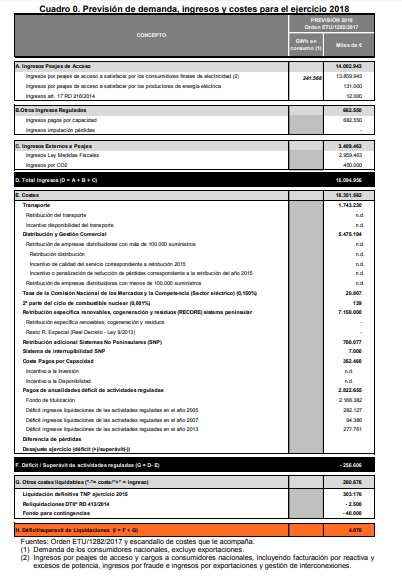 Cuadro 0. Previsión de demanda, ingresos y costes para el ejercicio 2018
CONCEPTO
PREVISIÓN 2018
Orden ETU/1282/2017
GWh en consumo (1)
Miles de €
A. Ingresos Peajes de Acceso 14.002.943
Ingresos por peajes de acceso a satisfacer por los consumidores finales de electricidad (2) 241.568 13.859.943
Ingresos por peajes de acceso a satisfacer por los productores de energía eléctrica 131.000
Ingresos art. 17 RD 216/2014 12.000
B.Otros Ingresos Regulados 682.550
Ingresos pagos por capacidad 682.550
Ingresos imputación pérdidas -
C. Ingresos Externos a Peajes 3.409.463
Ingresos Ley Medidas Fiscales 2.959.463
Ingresos por CO2 450.000
D. Total Ingresos (D = A + B + C) 18.094.956
E. Costes 18.351.562
Transporte 1.743.230
Retribución del transporte n.d.
Incentivo disponibilidad del transporte n.d.
Distribución y Gestión Comercial 5.475.194
Retribución de empresas distribuidoras con más de 100.000 suministros n.d.
Retribución distribución n.d.
Incentivo de calidad del servicio correspondiente a retribución 2015 n.d.
Incentivo o penalización de reducción de pérdidas correspondiente a la retribución del año 2015 n.d.
Retribución de empresas distribuidoras con menos de 100.000 suministros n.d.
Tasa de la Comisión Nacional de los Mercados y la Competencia (Sector eléctrico) (0,150%) 20.807
2ª parte del ciclo de combustible nuclear (0,001%) 139
Retribución específica renovables, cogeneración y residuos (RECORE) sistema peninsular 7.150.000
Retribución específica renovables, cogeneración y residuos -
Resto R. Especial (Real Decreto - Ley 9/2013) -
Retribución adicional Sistemas No Peninsulares (SNP) 780.077
Sistema de interrumpibilidad SNP 7.000
Coste Pagos por Capacidad 352.460
Incentivo a la Inversión n.d.
Incentivo a la Disponibilidad n.d.
Pagos de anualidades déficit de actividades reguladas 2.822.655
Fondo de titulización 2.168.382
Déficit ingresos liquidaciones de las actividades reguladas en el año 2005 282.127
Déficit ingresos liquidaciones de las actividades reguladas en el año 2007 94.386
Déficit ingresos liquidaciones de las actividades reguladas en el año 2013 277.761
Diferencia de pérdidas
Desajuste ejercicio (déficit (+)/superávit(-))
F. Déficit / Superávit de actividades reguladas (G = D- E) - 256.606
G. Otros costes liquidables ("-"= coste/"+" = ingreso) 260.676
Liquidación definitiva TNP ejercicio 2015 303.176
Reliquidaciones DT8ª RD 413/2014 - 2.500
Fondo para contingencias - 40.000
H. Déficit/superavit de Liquidaciones (I = F + G) 4.070
Fuentes: Orden ETU/1282/2017 y escandallo de costes que le acompaña.
(1) Demanda de los consumidores nacionales, excluye exportaciones.
(2) Ingresos por peajes de acceso y cargos a consumidores nacionales, incluyendo facturación por reactiva y
excesos de potencia, ingresos por fraude e ingresos por exportaciones y gestión de interconexiones.